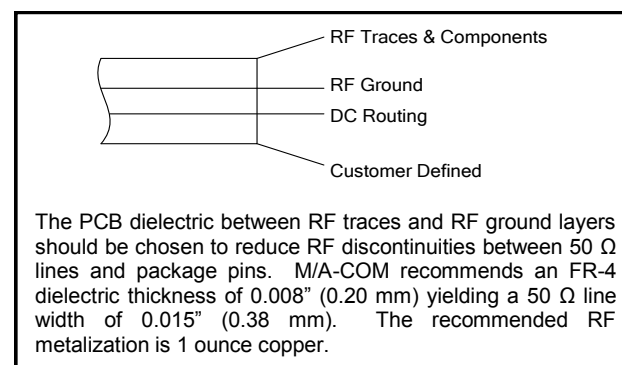 RF Traces & Components
RF Ground
DC Routing
Customer Defined
The PCB dielectric between RF traces and RF ground layers
should be chosen to reduce RF discontinuities between 50 Ω
lines and package pins. M/A-COM recommends an FR-4
dielectric thickness of 0.008” (0.20 mm) yielding a 50 Ω line
width of 0.015” (0.38 mm). The recommended RF
metalization is 1 ounce copper.